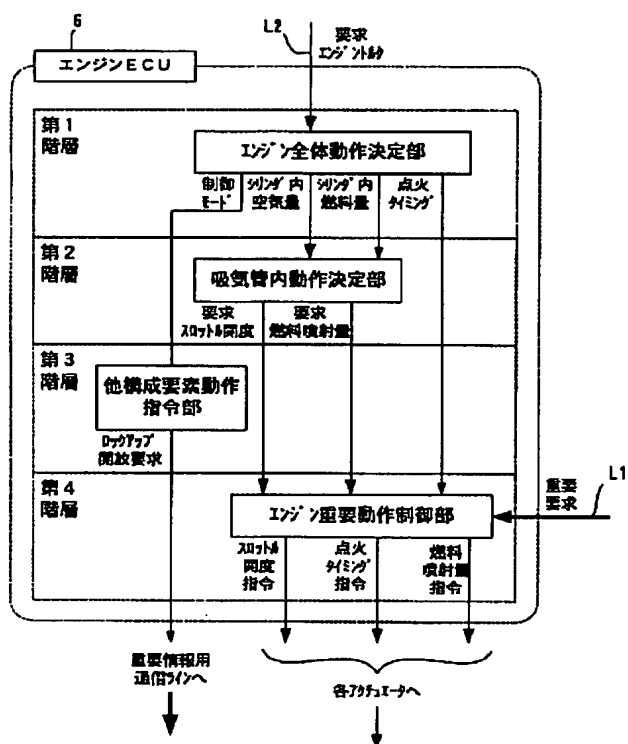 6
エンジンECU
L2
要求
エンジントルク
第1
階層
エンジン全体動作決定部
制御
モード
シリンダ内
空気量
シリンダ内
燃料量
点火
タイミング
第2
階層
吸気管内動作決定部
要求
スロットル開度
要求
燃料噴射量
第3
階層
他構成要素動作
指令部
ロックアップ
開放要求
第4
階層
重要
要求
L1
エンジン重要動作制御部
スロットル
開度
指令
点火
タイミング
指令
燃料
噴射量
指令
重要情報用
通信ラインへ
各アクチュエータへ